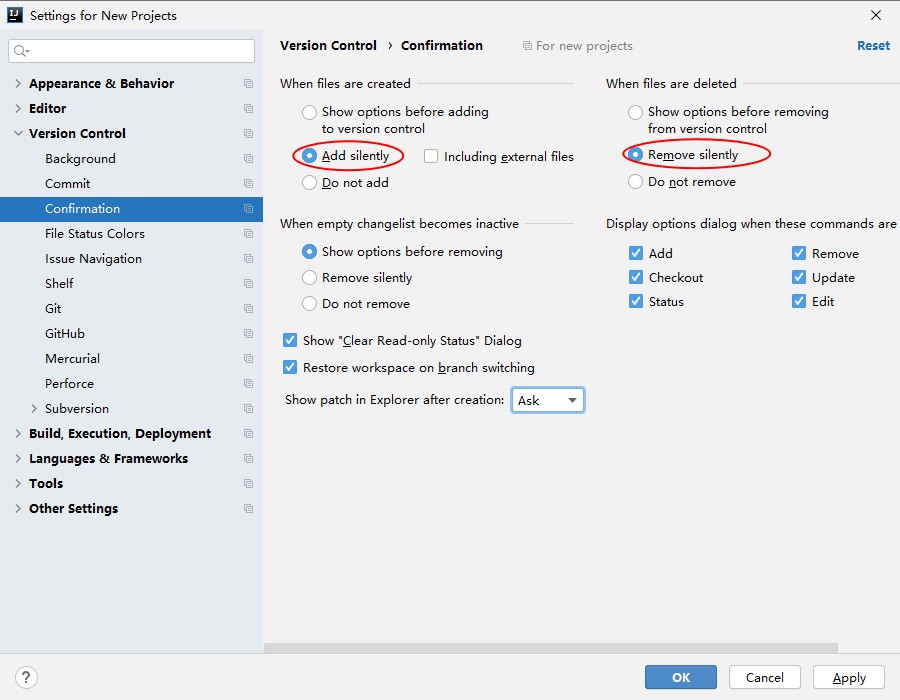 Settings for New Projects
Appearance & Behavior
Editor
Version Control
Background
Commit
Confirmation
File Status Colors
Issue Navigation
Shelf
Git
GitHub
Mercurial
Perforce
Subversion
Build, Execution, Deployment
Languages & Frameworks
Tools
Other Settings
Version Control › Confirmation
For new projects
Reset
When files are created
Show options before adding
to version control
Add silently
Including external files
Do not add
When files are deleted
Show options before removing
from version control
Remove silently
Do not remove
When empty changelist becomes inactive
Show options before removing
Remove silently
Do not remove
Display options dialog when these commands are
Add
Remove
Checkout
Update
Status
Edit
Show "Clear Read-only Status" Dialog
Restore workspace on branch switching
Show patch in Explorer after creation:
Ask
?
OK
Cancel
Apply